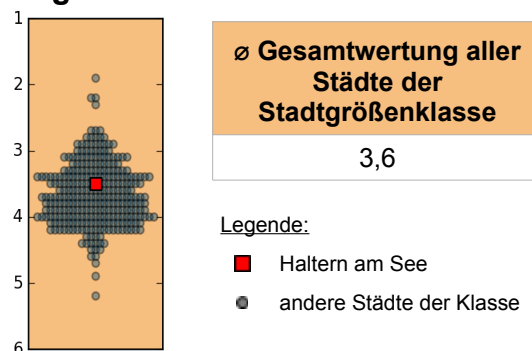 1
2
3
4
5
6
⌀ Gesamtwertung aller
Städte der
Stadtgrößenklasse
3,6
Legende:
Haltern am See
andere Städte der Klasse